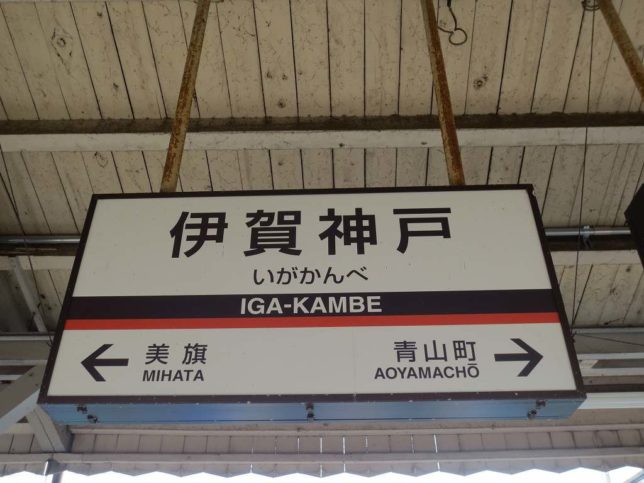 伊賀神戸
いがかんべ
IGA-KAMBE
← 美旗
MIHATA
青山町 →
AOYAMACHŌ